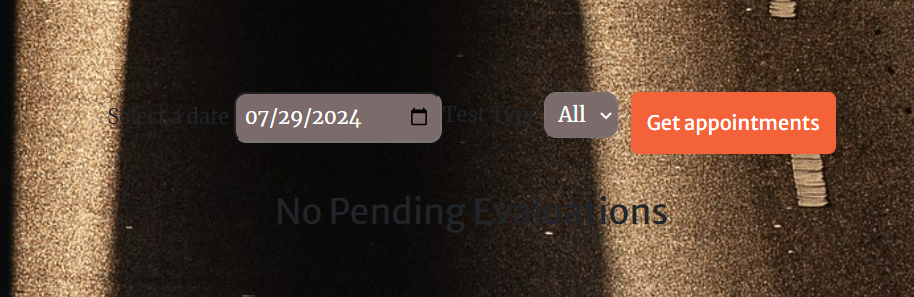 Select a date 07/29/2024 Test Type All Get appointments
No Pending Evaluations